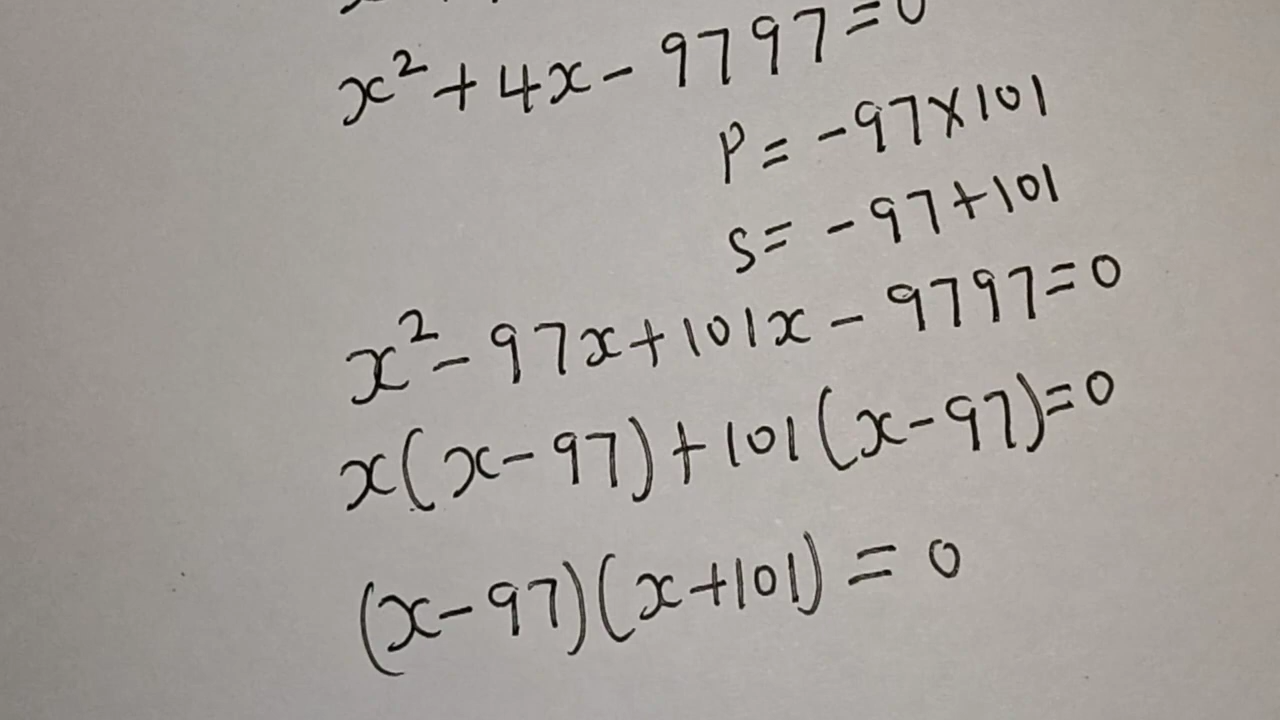 x² + 4x - 9797 = 0
P = -97 X 101
S = -97 + 101
x² - 97x + 101x - 9797 = 0
x(x - 97) + 101(x - 97) = 0
(x - 97)(x + 101) = 0